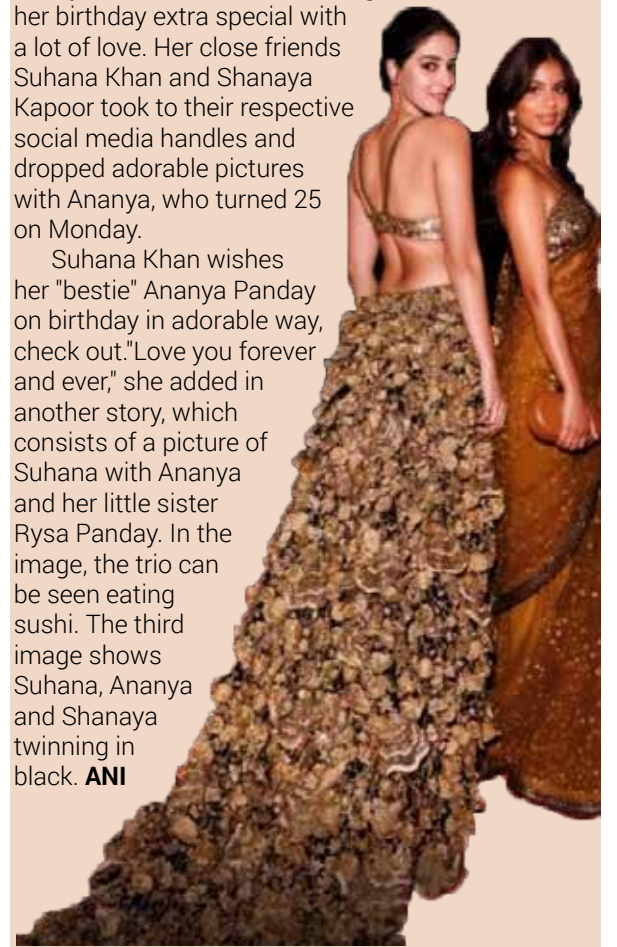 her birthday extra special with
a lot of love. Her close friends
Suhana Khan and Shanaya
Kapoor took to their respective
social media handles and
dropped adorable pictures
with Ananya, who turned 25
on Monday.
Suhana Khan wishes
her "bestie" Ananya Panday
on birthday in adorable way,
check out."Love you forever
and ever," she added in
another story, which
consists of a picture of
Suhana with Ananya
and her little sister
Rysa Panday. In the
image, the trio can
be seen eating
sushi. The third
image shows
Suhana, Ananya
and Shanaya
twinning in
black. ANI